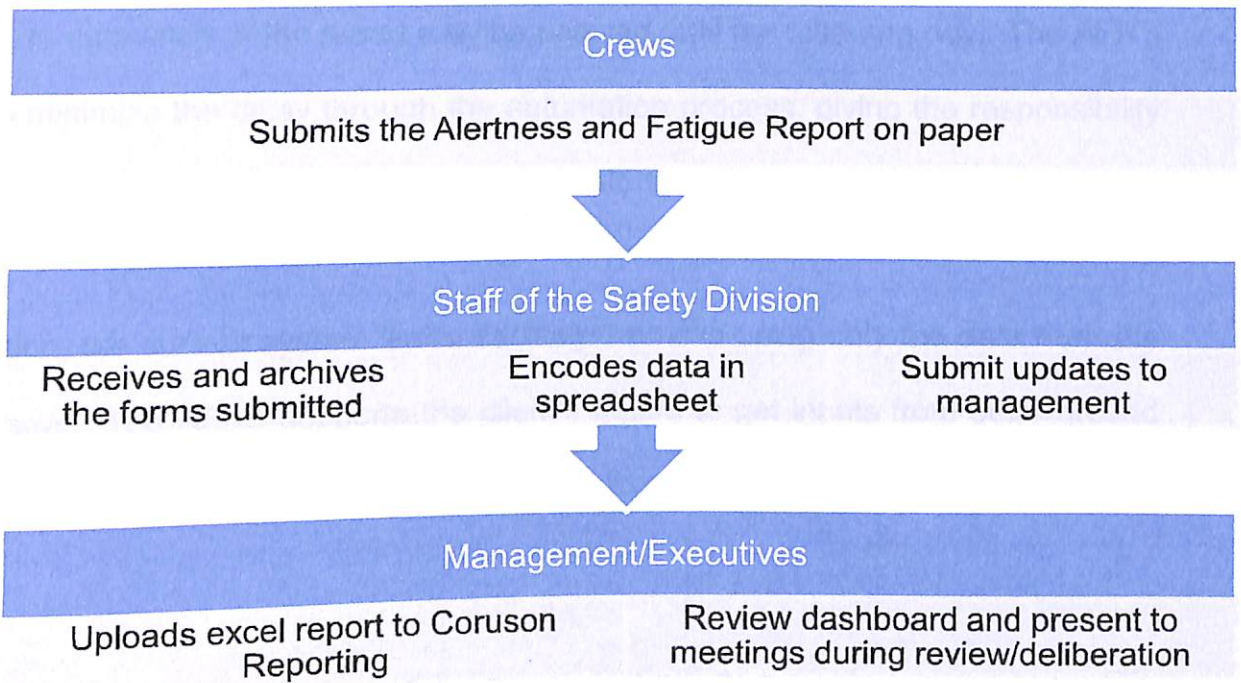 Crews
Submits the Alertness and Fatigue Report on paper
Staff of the Safety Division
Receives and archives
the forms submitted
Encodes data in
spreadsheet
Submit updates to
management
Management/Executives
Uploads excel report to Coruson
Reporting
Review dashboard and present to
meetings during review/deliberation